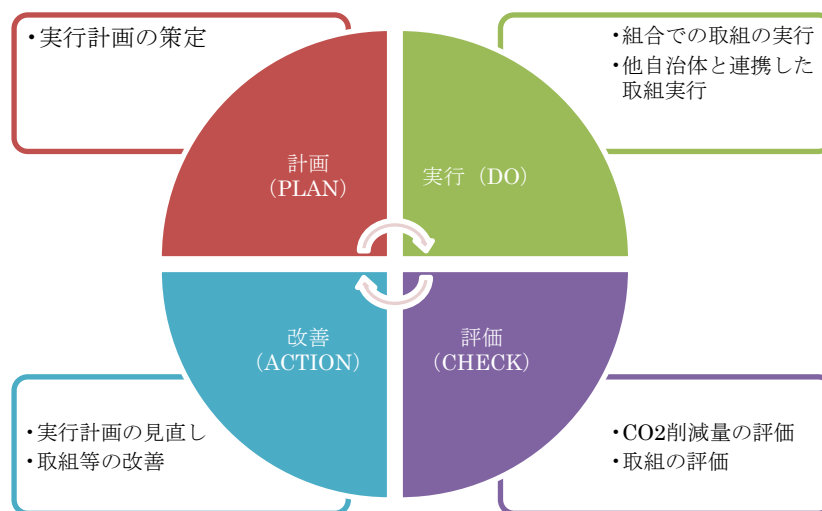 ・実行計画の策定
・組合での取組の実行
・他自治体と連携した
取組実行
計画
（PLAN）
実行（DO）
改善
（ACTION）
評価
（CHECK）
・実行計画の見直し
・取組等の改善
・CO2削減量の評価
・取組の評価